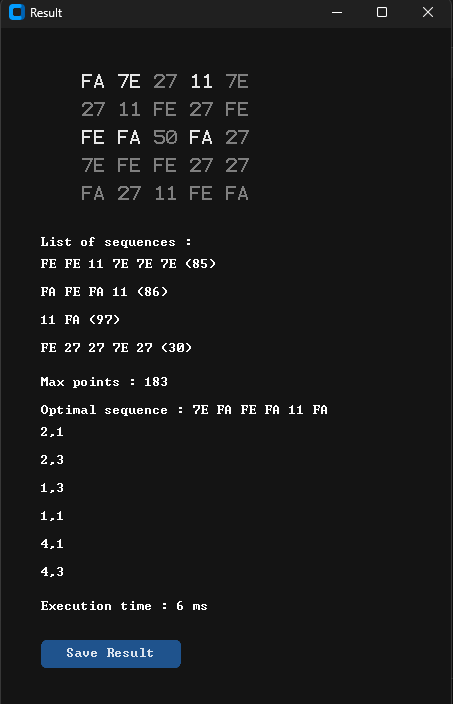 Result
FA 7E 27 11 7E
27 11 FE 27 FE
FE FA 50 FA 27
7E FE FE 27 27
FA 27 11 FE FA
List of sequences :
FE FE 11 7E 7E 7E (85)
FA FE FA 11 (86)
11 FA (97)
FE 27 27 7E 27 (30)
Max points : 183
Optimal sequence : 7E FA FE FA 11 FA
2,1
2,3
1,3
1,1
4,1
4,3
Execution time : 6 ms
Save Result